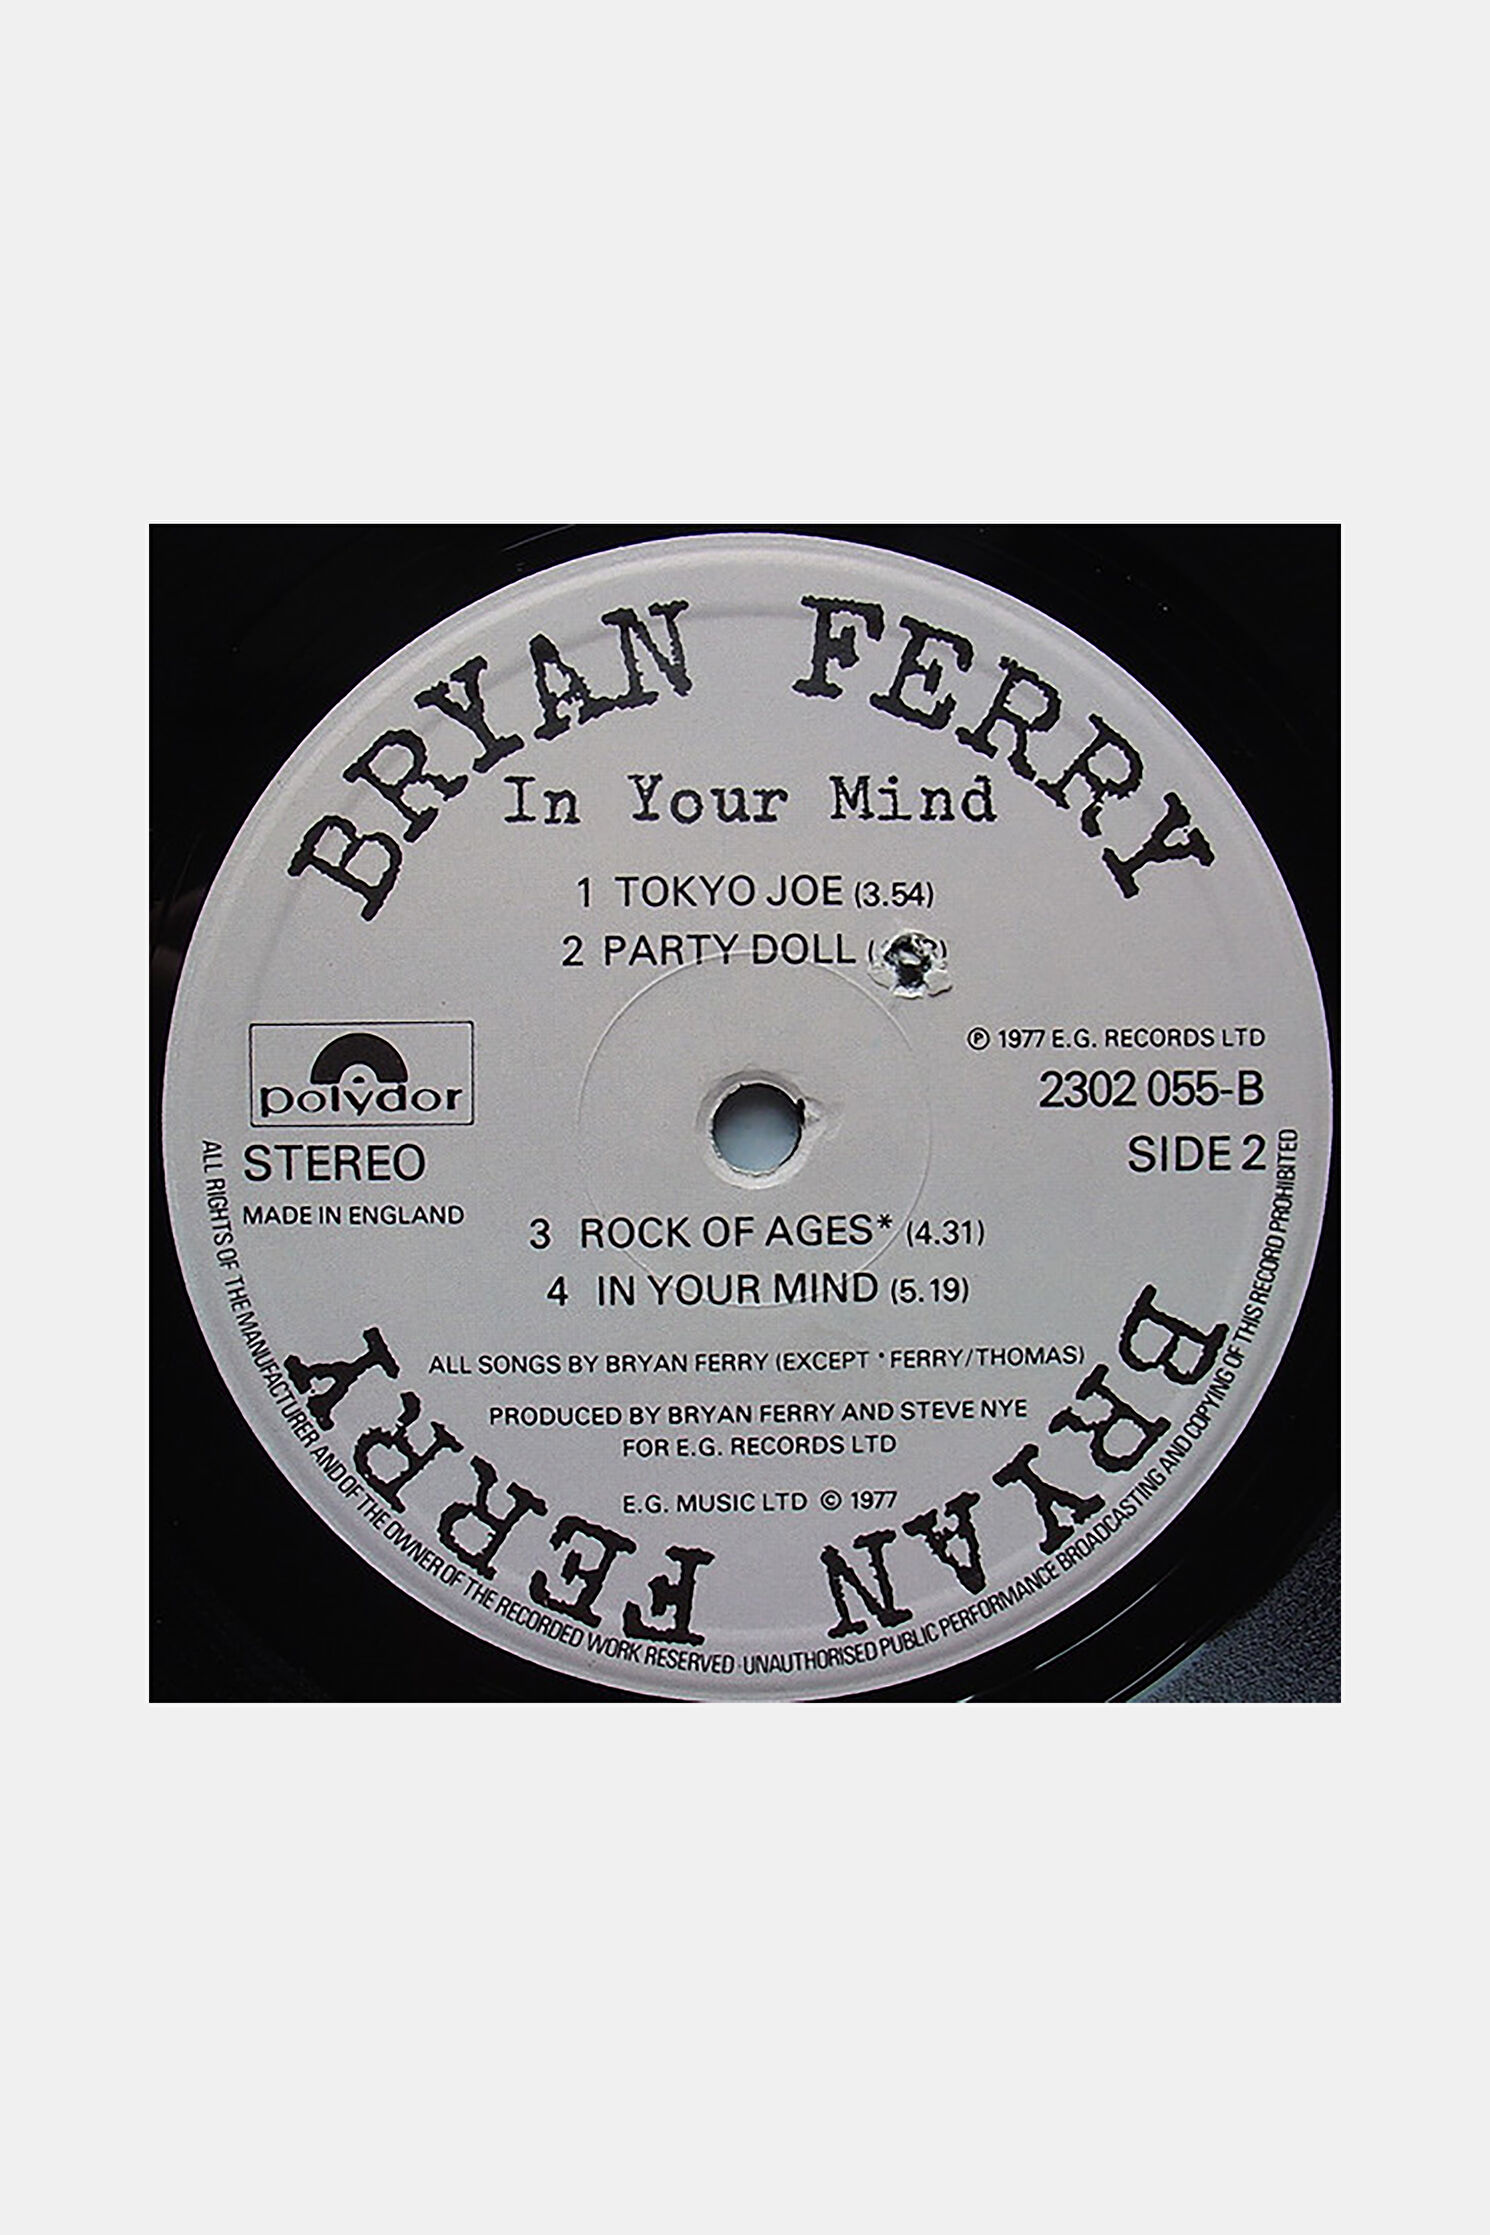 BRYAN FERRY
In Your Mind
1 TOKYO JOE (3.54)
2 PARTY DOLL
℗ 1977 E.G. RECORDS LTD
2302 055-B
SIDE 2
polydor
STEREO
MADE IN ENGLAND
3 ROCK OF AGES* (4.31)
4 IN YOUR MIND (5.19)
ALL SONGS BY BRYAN FERRY (EXCEPT *FERRY/THOMAS)
PRODUCED BY BRYAN FERRY AND STEVE NYE
FOR E.G. RECORDS LTD
E.G. MUSIC LTD © 1977
BRYAN FERRY
ALL RIGHTS OF THE MANUFACTURER AND OF THE OWNER OF THE RECORDED WORK RESERVED · UNAUTHORISED PUBLIC PERFORMANCE BROADCASTING AND COPYING OF THIS RECORD PROHIBITED